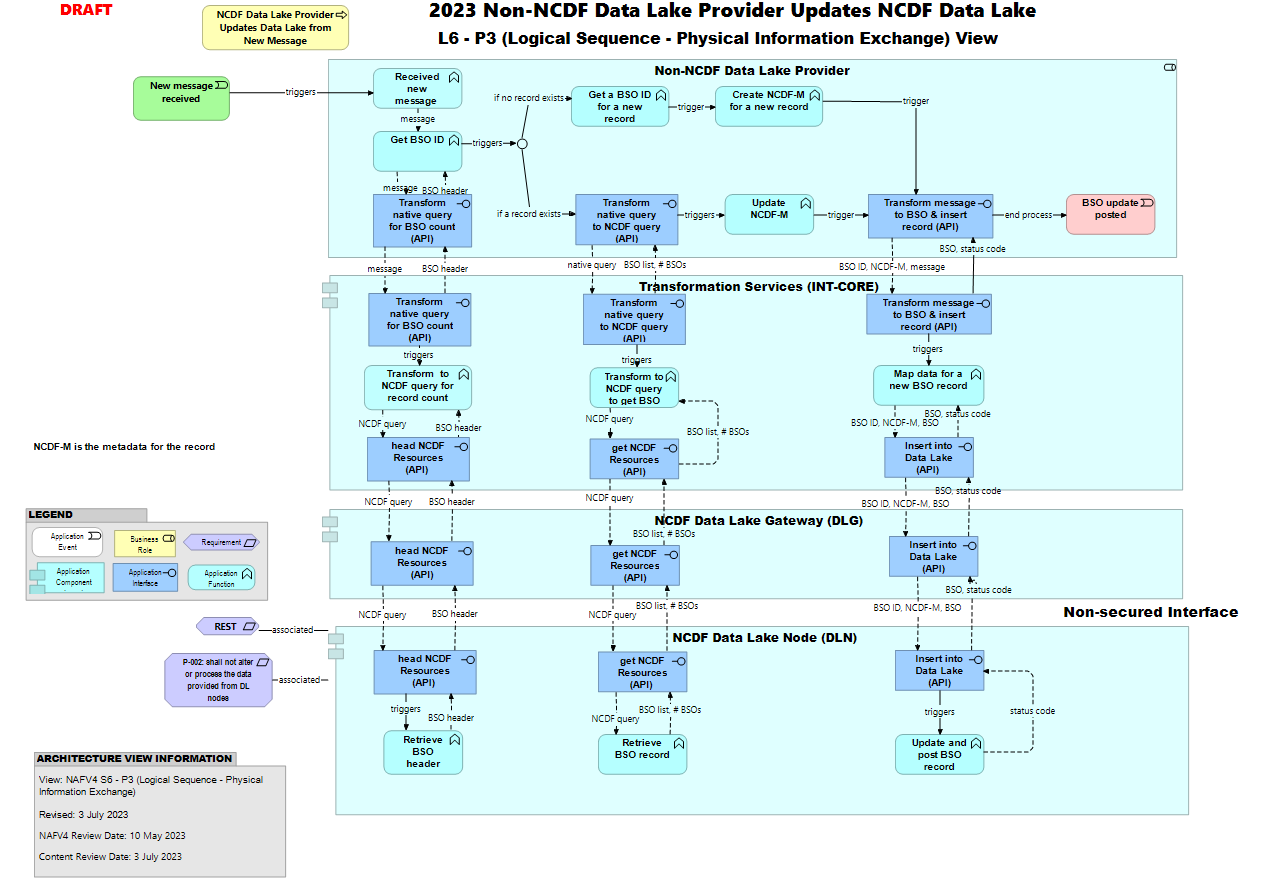 DRAFT
NCDF Data Lake Provider
Updates Data Lake from
New Message
2023 Non-NCDF Data Lake Provider Updates NCDF Data Lake
L6 - P3 (Logical Sequence - Physical Information Exchange) View
New message
received
triggers
Non-NCDF Data Lake Provider
Received
new
message
message
Get BSO ID
triggers
if no record exists
Get a BSO ID
for a new
record
trigger
Create NCDF-M
for a new record
trigger
message
BSO header
Transform
native query
for BSO count
(API)
if a record exists
Transform
native query
to NCDF query
(API)
triggers
Update
NCDF-M
trigger
Transform message
to BSO & insert
record (API)
end process
BSO update
posted
message
BSO header
native query
BSO list, # BSOs
BSO ID, NCDF-M, message
BSO, status code
Transformation Services (INT-CORE)
Transform
native query
for BSO count
(API)
Transform
native query
to NCDF query
(API)
Transform message
to BSO & insert
record (API)
triggers
triggers
triggers
Transform to
NCDF query for
record count
Transform to
NCDF query
to get BSO
Map data for a
new BSO record
NCDF query
BSO header
NCDF query
BSO list, # BSOs
BSO ID, NCDF-M, BSO
BSO, status code
head NCDF
Resources
(API)
get NCDF
Resources
(API)
Insert into
Data Lake
(API)
NCDF-M is the metadata for the record
NCDF query
BSO header
NCDF query
BSO list, # BSOs
BSO ID, NCDF-M, BSO
BSO, status code
NCDF Data Lake Gateway (DLG)
head NCDF
Resources
(API)
get NCDF
Resources
(API)
Insert into
Data Lake
(API)
LEGEND
Application
Event
Business
Role
Requirement
Application
Component
Application
Interface
Application
Function
NCDF query
BSO header
NCDF query
BSO list, # BSOs
BSO ID, NCDF-M, BSO
BSO, status code
Non-secured Interface
REST
associated
P-002: shall not alter
or process the data
provided from DL
nodes
associated
NCDF Data Lake Node (DLN)
head NCDF
Resources
(API)
get NCDF
Resources
(API)
Insert into
Data Lake
(API)
triggers
BSO header
NCDF query
BSO list, # BSOs
triggers
status code
Retrieve
BSO
header
Retrieve
BSO record
Update and
post BSO
record
ARCHITECTURE VIEW INFORMATION
View: NAFV4 S6 - P3 (Logical Sequence - Physical
Information Exchange)
Revised: 3 July 2023
NAFV4 Review Date: 10 May 2023
Content Review Date: 3 July 2023